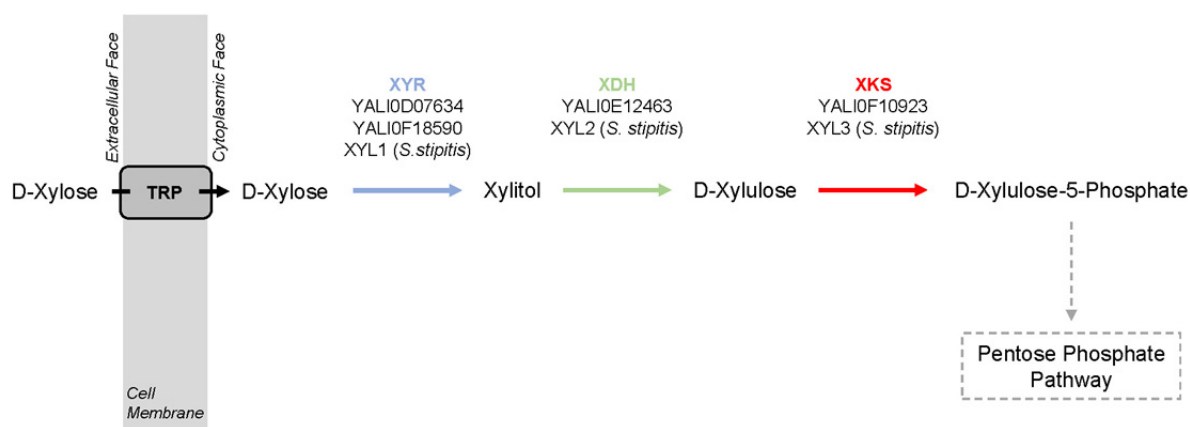 Extracellular Face
Cytoplasmic Face
XYR
YALI0D07634
YALI0F18590
XYL1 (S.stipitis)
XDH
YALI0E12463
XYL2 (S. stipitis)
XKS
YALI0F10923
XYL3 (S. stipitis)
D-Xylose
TRP
D-Xylose
Xylitol
D-Xylulose
D-Xylulose-5-Phosphate
Pentose Phosphate
Pathway
Cell
Membrane